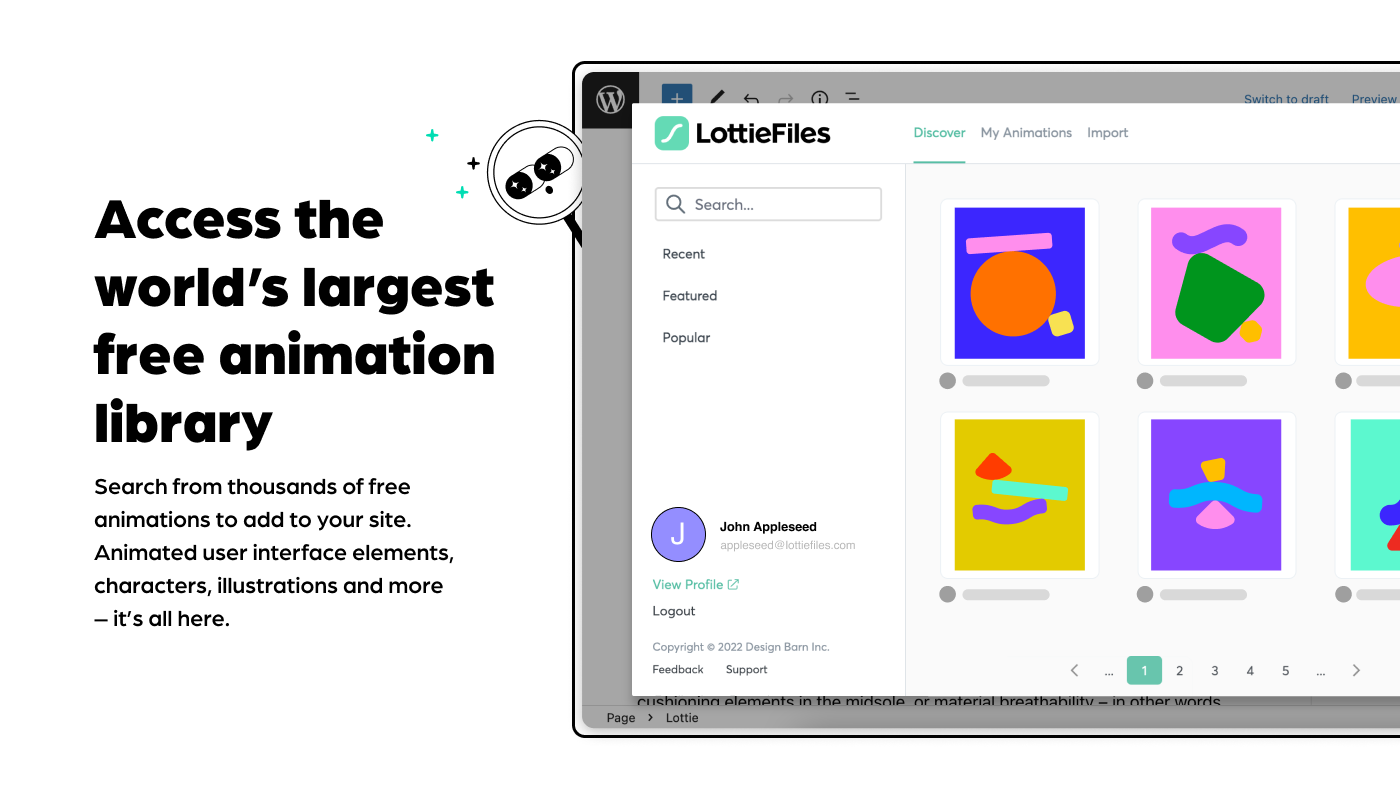 Access the
world’s largest
free animation
library
Search from thousands of free
animations to add to your site.
Animated user interface elements,
characters, illustrations and more
– it’s all here.
Switch to draft
Preview
LottieFiles
Discover
My Animations
Import
Search...
Recent
Featured
Popular
J
John Appleseed
appleseed@lottiefiles.com
View Profile
Logout
Copyright © 2022 Design Barn Inc.
Feedback
Support
... 1 2 3 4 5 ...
cushioning elements in the midsole, or material breathability – in other words
Page > Lottie